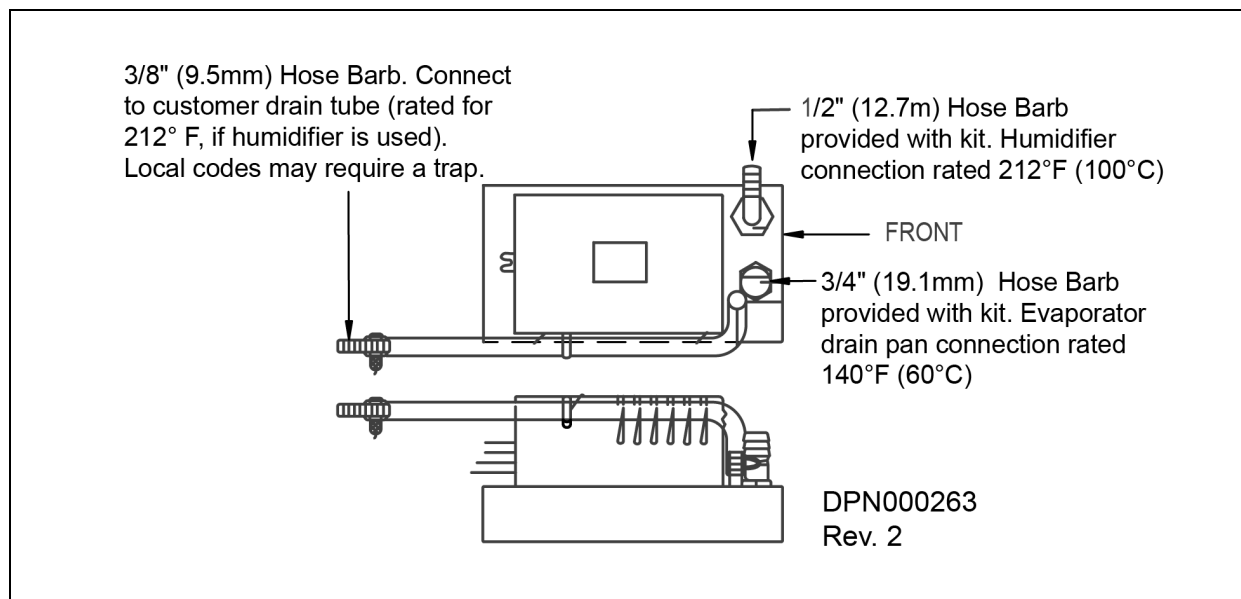 3/8" (9.5mm) Hose Barb. Connect
to customer drain tube (rated for
212° F, if humidifier is used).
Local codes may require a trap.
1/2" (12.7m) Hose Barb
provided with kit. Humidifier
connection rated 212°F (100°C)
FRONT
3/4" (19.1mm) Hose Barb
provided with kit. Evaporator
drain pan connection rated
140°F (60°C)
DPN000263
Rev. 2